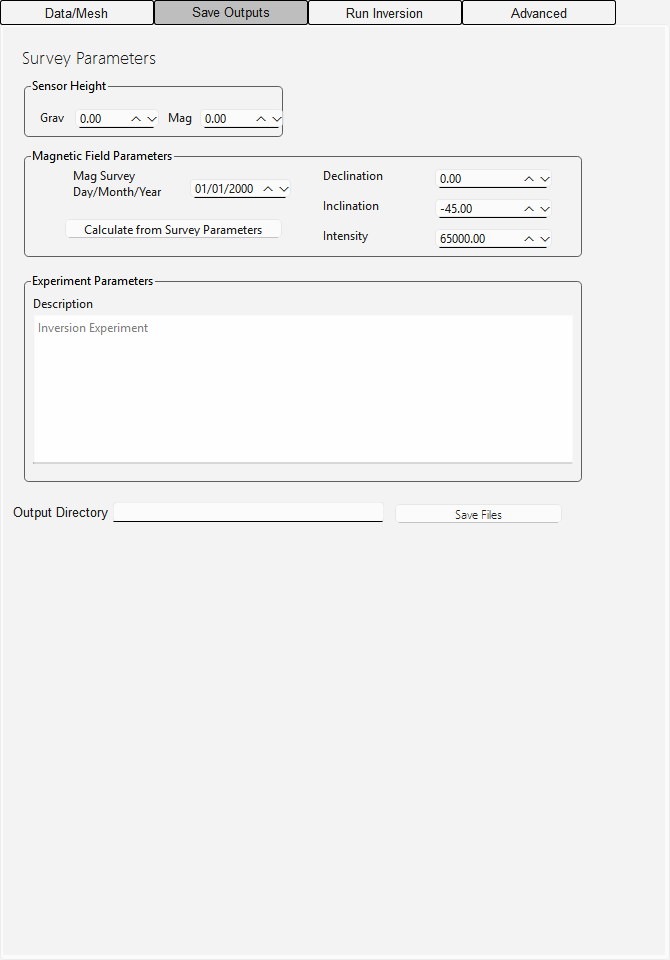 Data/Mesh Save Outputs Run Inversion Advanced
Survey Parameters
Sensor Height
Grav 0.00 Mag 0.00
Magnetic Field Parameters
Mag Survey
Day/Month/Year 01/01/2000
Calculate from Survey Parameters
Declination 0.00
Inclination -45.00
Intensity 65000.00
Experiment Parameters
Description
Inversion Experiment
Output Directory Save Files